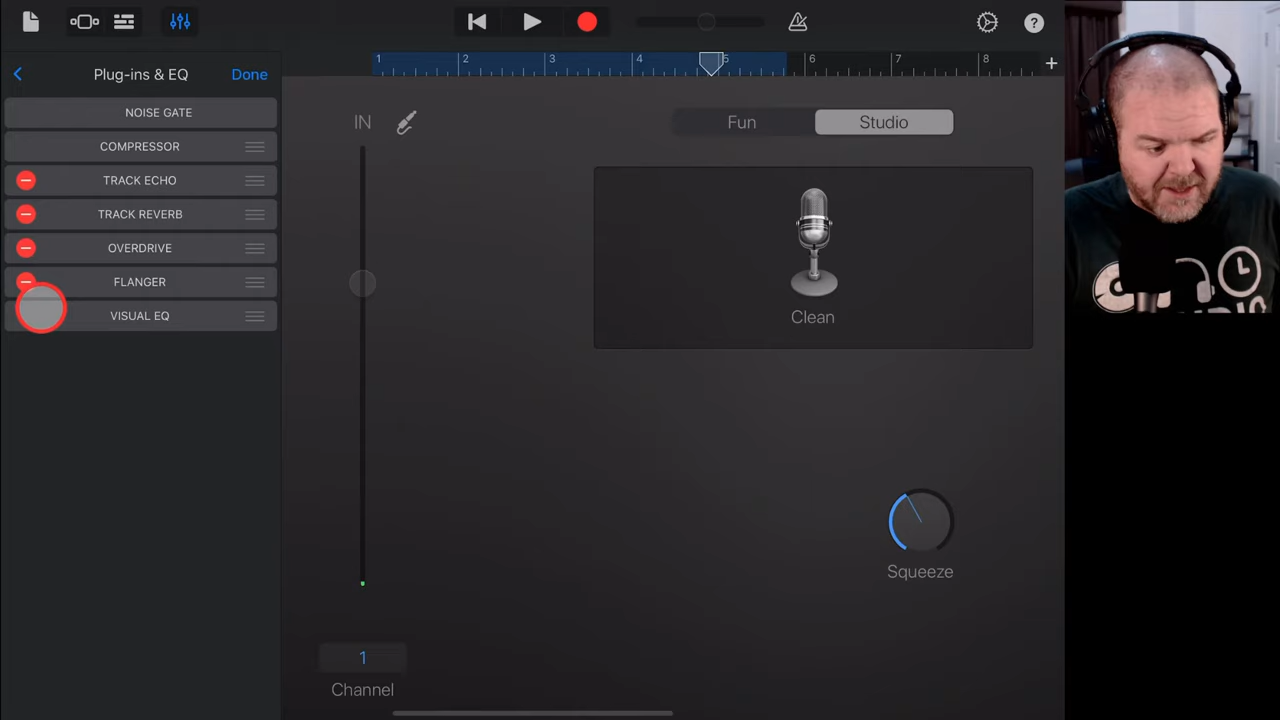 Plug-ins & EQ
Done
NOISE GATE
COMPRESSOR
TRACK ECHO
TRACK REVERB
OVERDRIVE
FLANGER
VISUAL EQ
?
1 2 3 4 5 6 7 8 +
IN
Fun
Studio
Clean
Squeeze
1
Channel